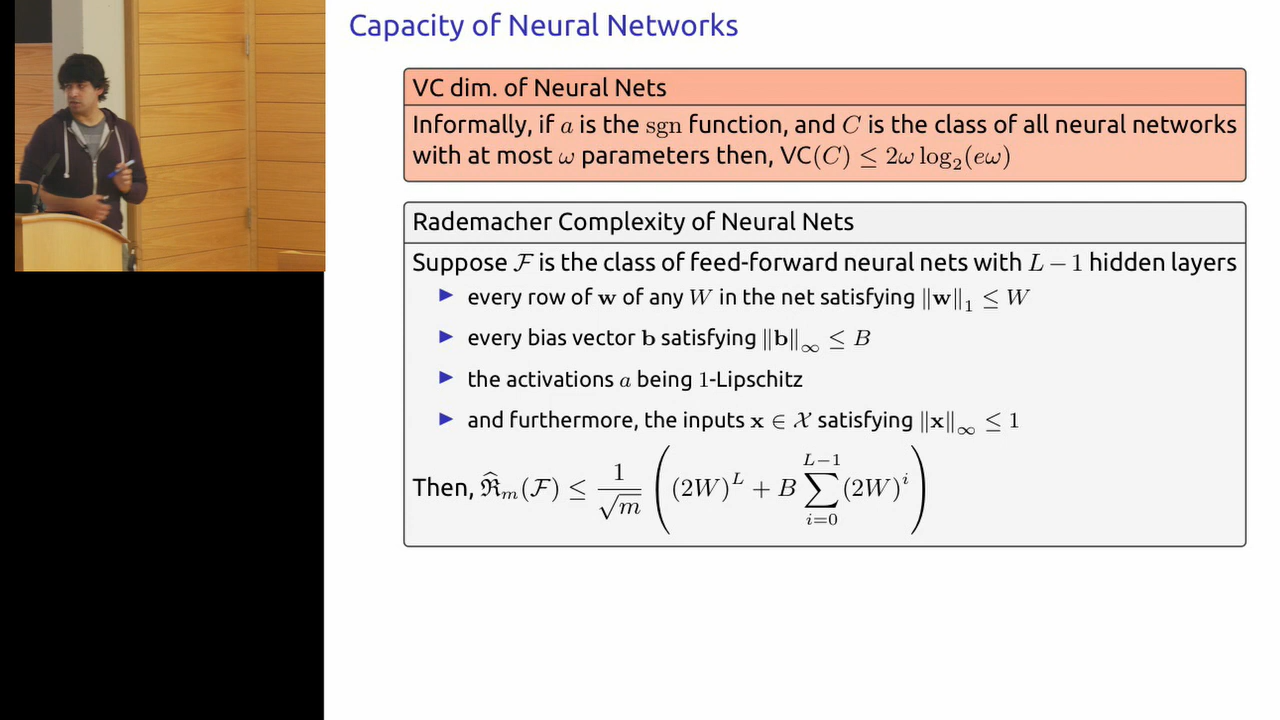 Capacity of Neural Networks
VC dim. of Neural Nets
Informally, if a is the sgn function, and C is the class of all neural networks
with at most ω parameters then, VC(C) ≤ 2ω log₂(eω)
Rademacher Complexity of Neural Nets
Suppose ℱ is the class of feed-forward neural nets with L − 1 hidden layers
▶ every row of w of any W in the net satisfying ‖w‖₁ ≤ W
▶ every bias vector b satisfying ‖b‖∞ ≤ B
▶ the activations a being 1-Lipschitz
▶ and furthermore, the inputs x ∈ 𝒳 satisfying ‖x‖∞ ≤ 1
Then, ℜ̂ₘ(ℱ) ≤ 1/√m ( (2W)^L + B ∑_{i=0}^{L−1} (2W)^i )